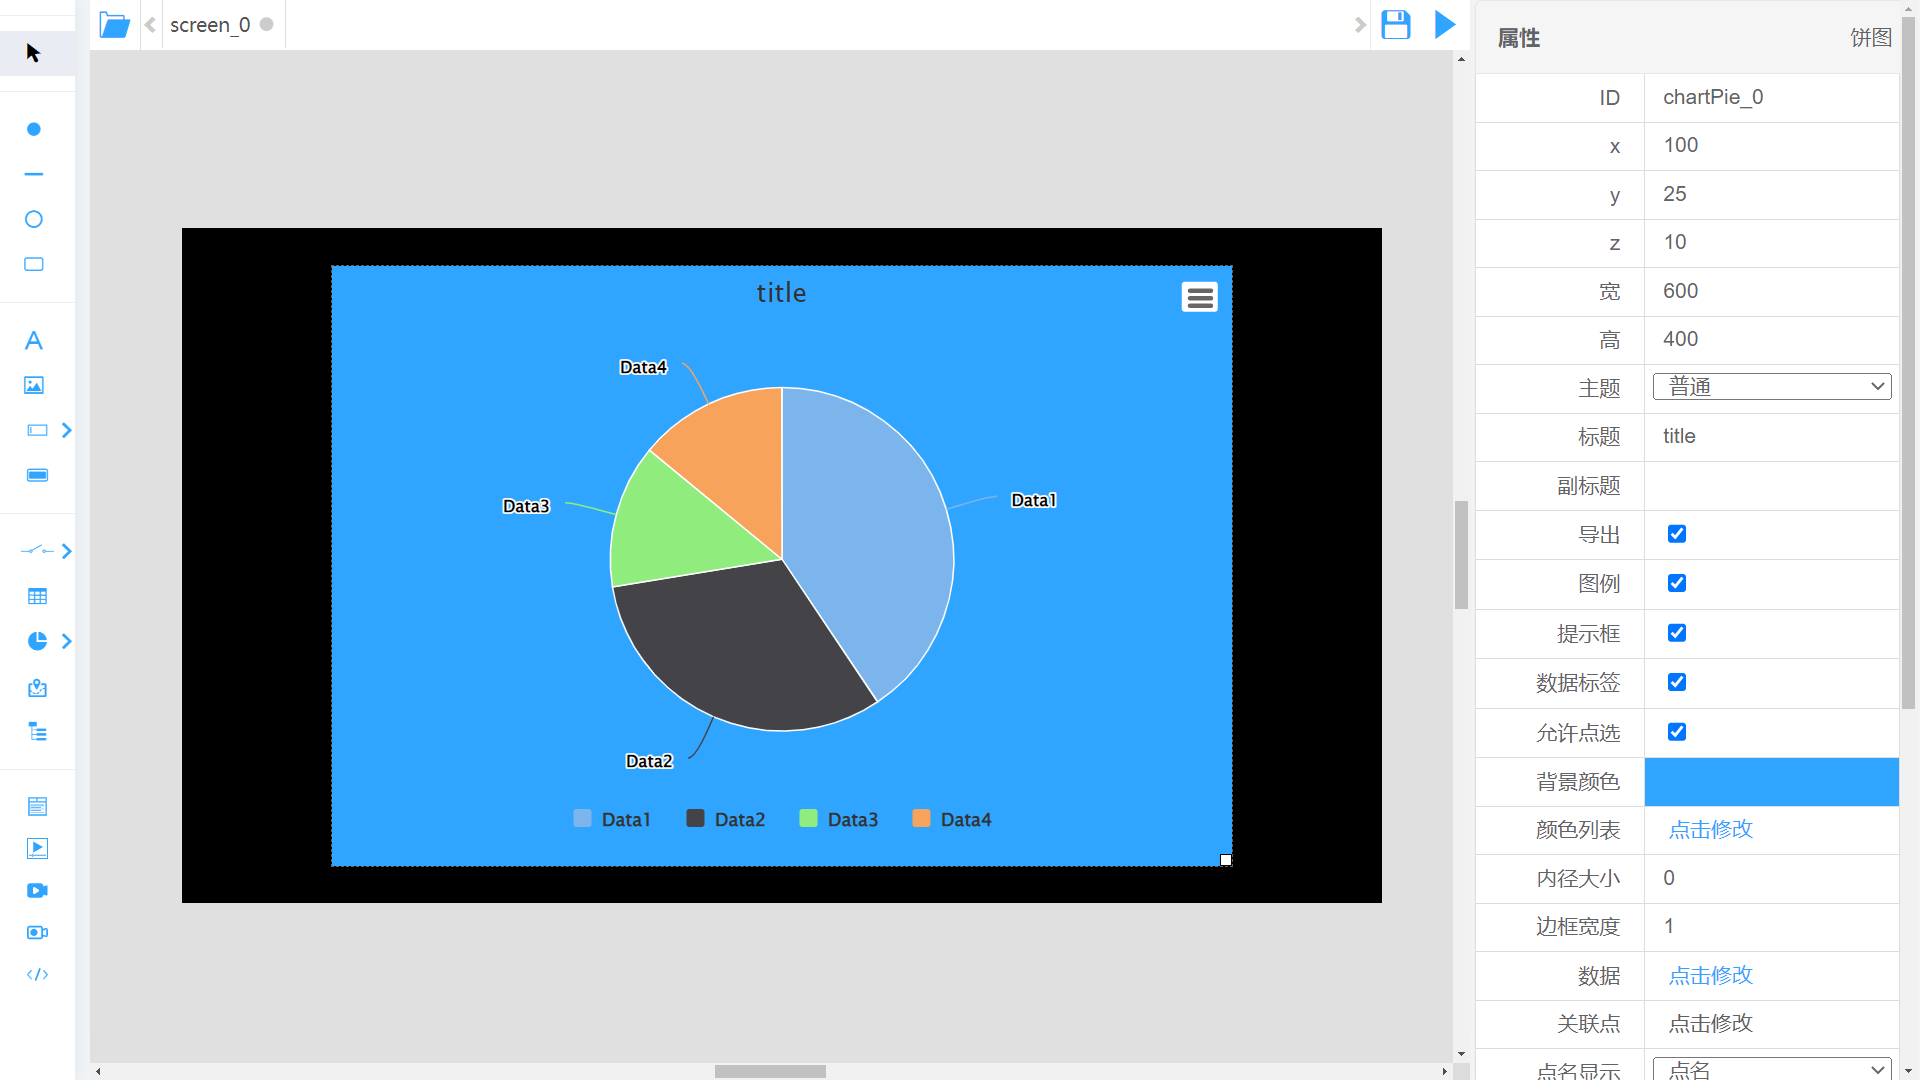 screen_0
title
Data4
Data1
Data3
Data2
Data1 Data2 Data3 Data4
属性 饼图
ID chartPie_0
x 100
y 25
z 10
宽 600
高 400
主题 普通
标题 title
副标题
导出
图例
提示框
数据标签
允许点选
背景颜色
颜色列表 点击修改
内径大小 0
边框宽度 1
数据 点击修改
关联点 点击修改
点名显示 点名